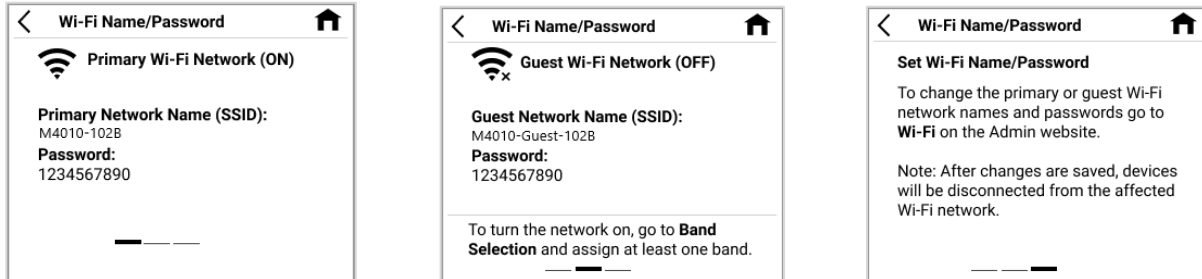 Wi-Fi Name/Password
Primary Wi-Fi Network (ON)
Primary Network Name (SSID):
M4010-102B
Password:
1234567890
Wi-Fi Name/Password
Guest Wi-Fi Network (OFF)
Guest Network Name (SSID):
M4010-Guest-102B
Password:
1234567890
To turn the network on, go to Band
Selection and assign at least one band.
Wi-Fi Name/Password
Set Wi-Fi Name/Password
To change the primary or guest Wi-Fi
network names and passwords go to
Wi-Fi on the Admin website.
Note: After changes are saved, devices
will be disconnected from the affected
Wi-Fi network.